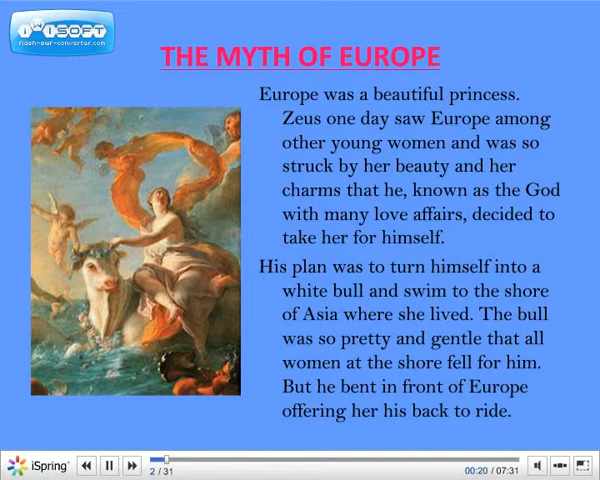 iWiSOFT
flash-swf-converter.com
THE MYTH OF EUROPE
Europe was a beautiful princess.
Zeus one day saw Europe among
other young women and was so
struck by her beauty and her
charms that he, known as the God
with many love affairs, decided to
take her for himself.
His plan was to turn himself into a
white bull and swim to the shore
of Asia where she lived. The bull
was so pretty and gentle that all
women at the shore fell for him.
But he bent in front of Europe
offering her his back to ride.
iSpring
2 / 31
00:20 / 07:31